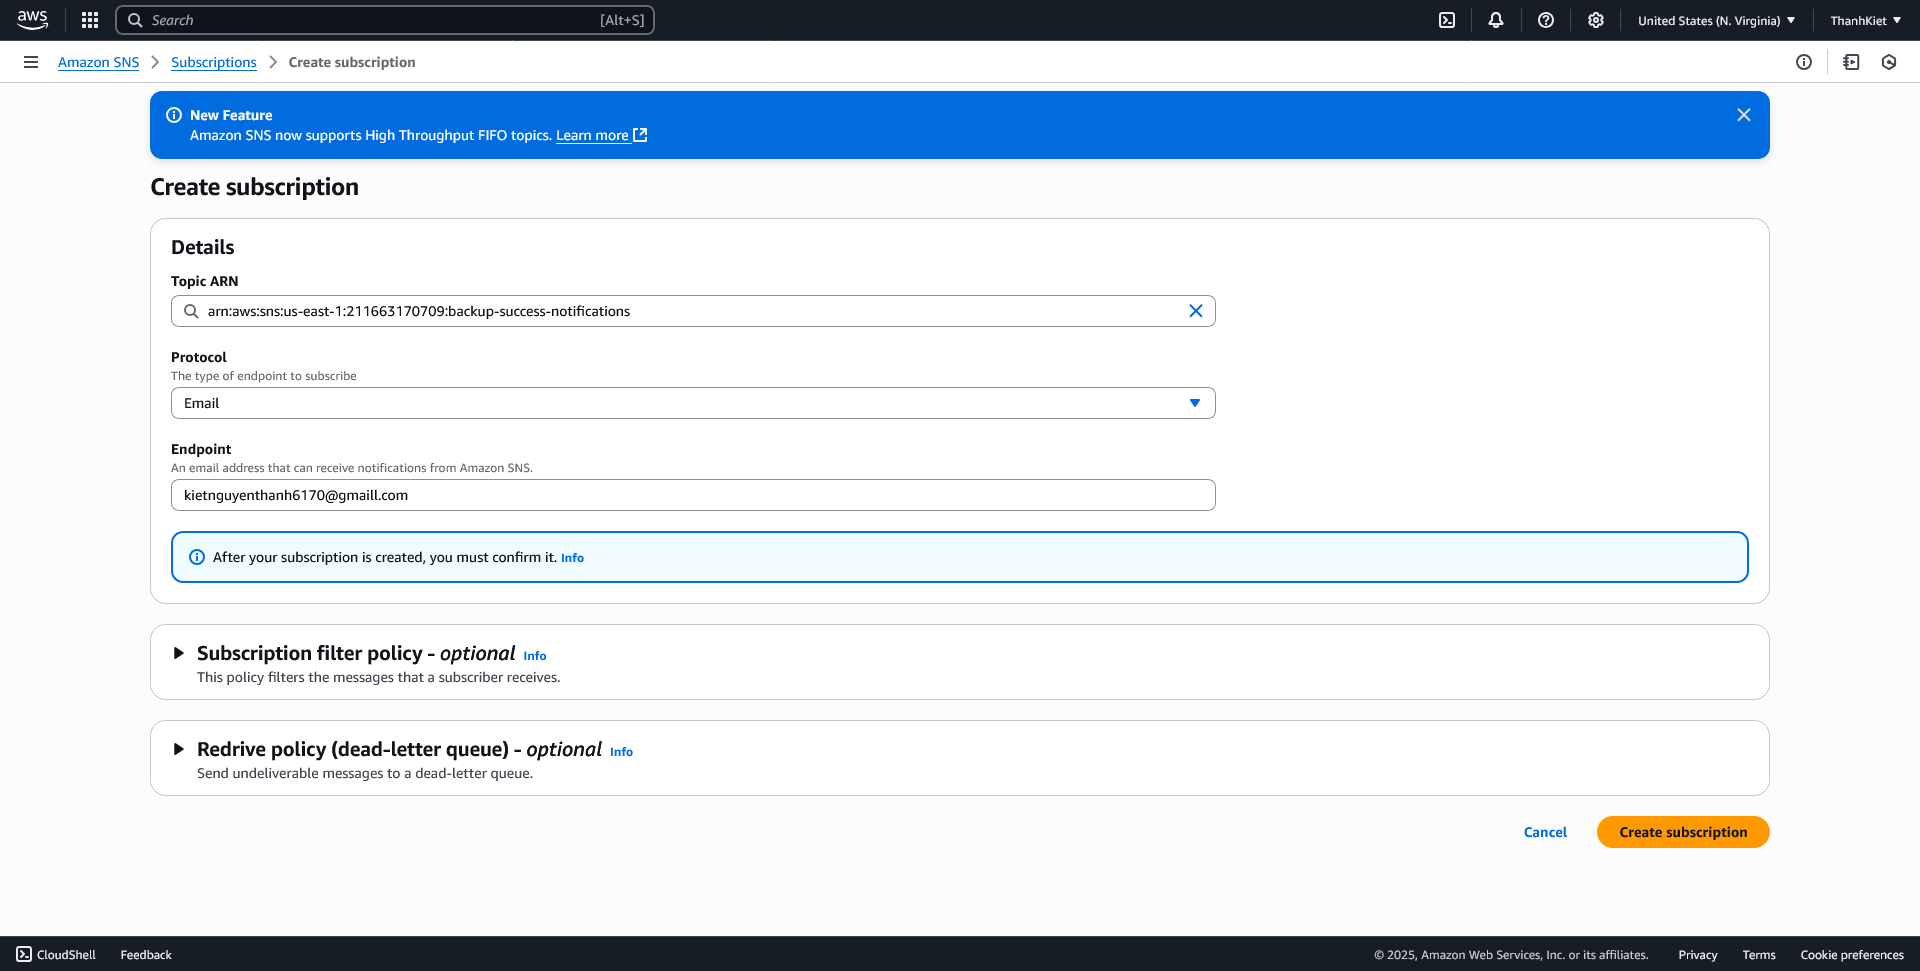 aws
Search [Alt+S]
United States (N. Virginia)
ThanhKiet
Amazon SNS
Subscriptions
Create subscription
New Feature
Amazon SNS now supports High Throughput FIFO topics. Learn more
Create subscription
Details
Topic ARN
arn:aws:sns:us-east-1:211663170709:backup-success-notifications
Protocol
The type of endpoint to subscribe
Email
Endpoint
An email address that can receive notifications from Amazon SNS.
kietnguyenthanh6170@gmaill.com
After your subscription is created, you must confirm it. Info
Subscription filter policy - optional Info
This policy filters the messages that a subscriber receives.
Redrive policy (dead-letter queue) - optional Info
Send undeliverable messages to a dead-letter queue.
Cancel
Create subscription
CloudShell
Feedback
© 2025, Amazon Web Services, Inc. or its affiliates.
Privacy
Terms
Cookie preferences